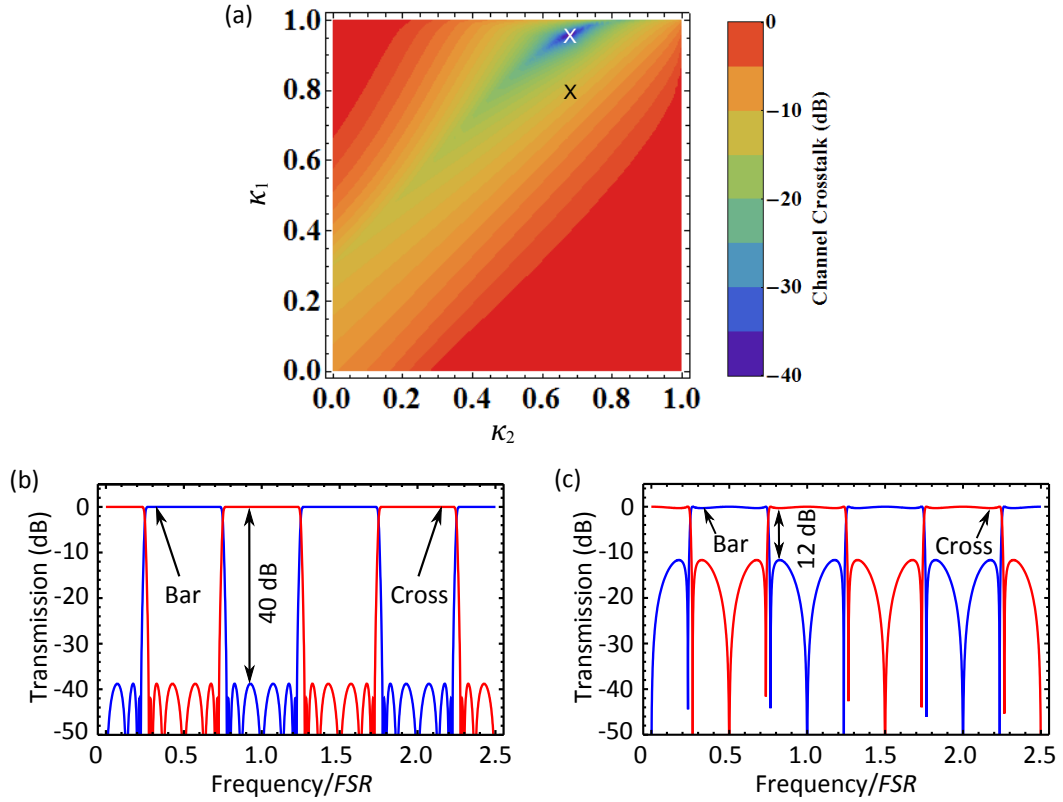 (a)
1.0
0.8
0.6
0.4
0.2
0.0
κ1
X
X
0.0 0.2 0.4 0.6 0.8 1.0
κ2
0
−10
−20
−30
−40
Channel Crosstalk (dB)
(b)
0
-10
-20
-30
-40
-50
Transmission (dB)
Bar
40 dB
Cross
0 0.5 1.0 1.5 2.0 2.5
Frequency/FSR
(c)
0
-10
-20
-30
-40
-50
Transmission (dB)
Bar
12 dB
Cross
0 0.5 1.0 1.5 2.0 2.5
Frequency/FSR